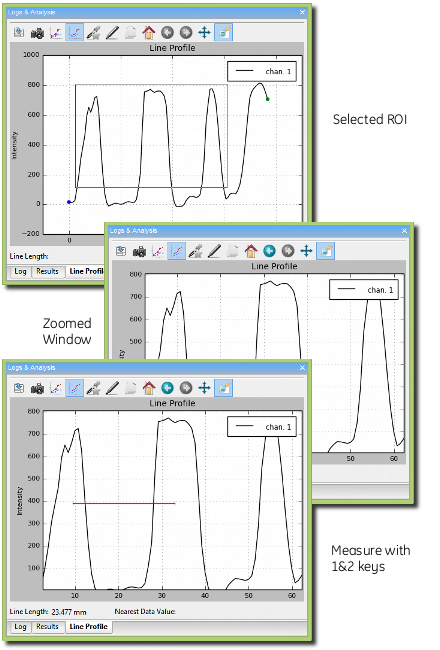 Logs & Analysis
Line Profile
chan. 1
1000
800
600
400
200
0
−200
Intensity
0
Line Length:
Log Results Line Profile
Selected ROI
Logs & Analysis
Line Profile
chan. 1
800
700
600
500
400
Intensity
50 60
Zoomed
Window
Logs & Analysis
Line Profile
chan. 1
800
700
600
500
400
300
200
100
Intensity
10 20 30 40 50 60
Line Length: 23.477 mm Nearest Data Value:
Log Results Line Profile
Measure with
1&2 keys